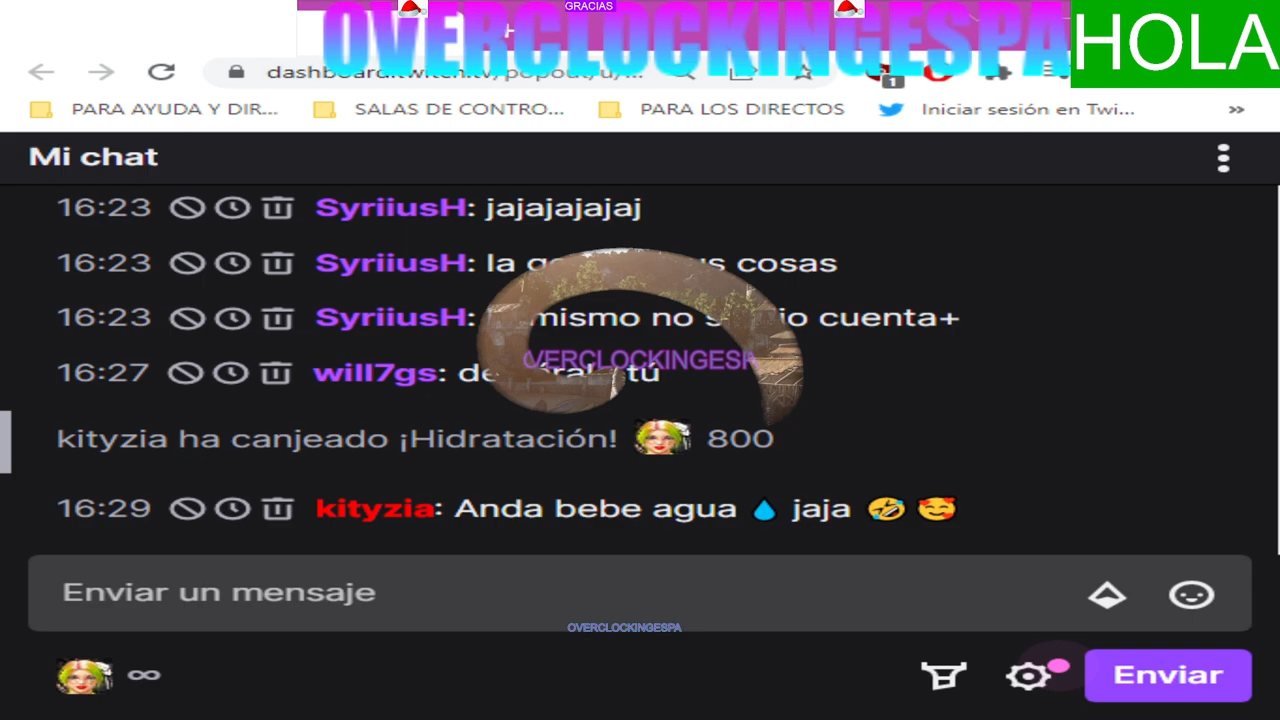 GRACIAS
OVERCLOCKINGESPA
HOLA
1
PARA AYUDA Y DIR...
SALAS DE CONTRO...
PARA LOS DIRECTOS
Iniciar sesión en Twi...
»
Mi chat
16:23 SyriiusH: jajajajajaj
16:23 SyriiusH: la cosas
16:23 SyriiusH: mismo no cuenta+
OVERCLOCKINGESPA
16:27 will7gs: tú
kityzia ha canjeado ¡Hidratación! 800
16:29 kityzia: Anda bebe agua 💧 jaja 🤣 🥰
Enviar un mensaje
OVERCLOCKINGESPA
∞
Enviar